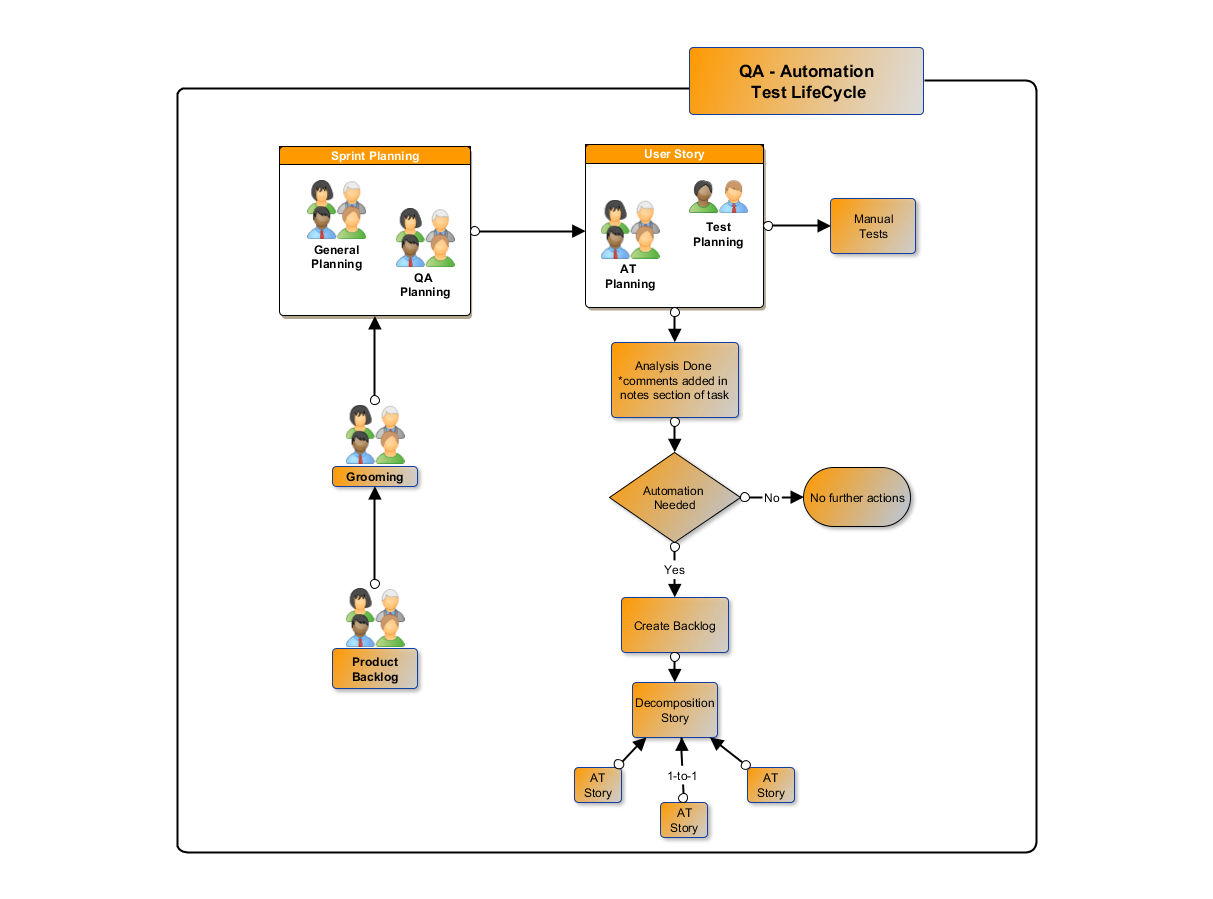 QA - Automation
Test LifeCycle
Sprint Planning
General
Planning
QA
Planning
User Story
AT
Planning
Test
Planning
Manual
Tests
Grooming
Product
Backlog
Analysis Done
*comments added in
notes section of task
Automation
Needed
No
No further actions
Yes
Create Backlog
Decomposition
Story
AT
Story
1-to-1
AT
Story
AT
Story